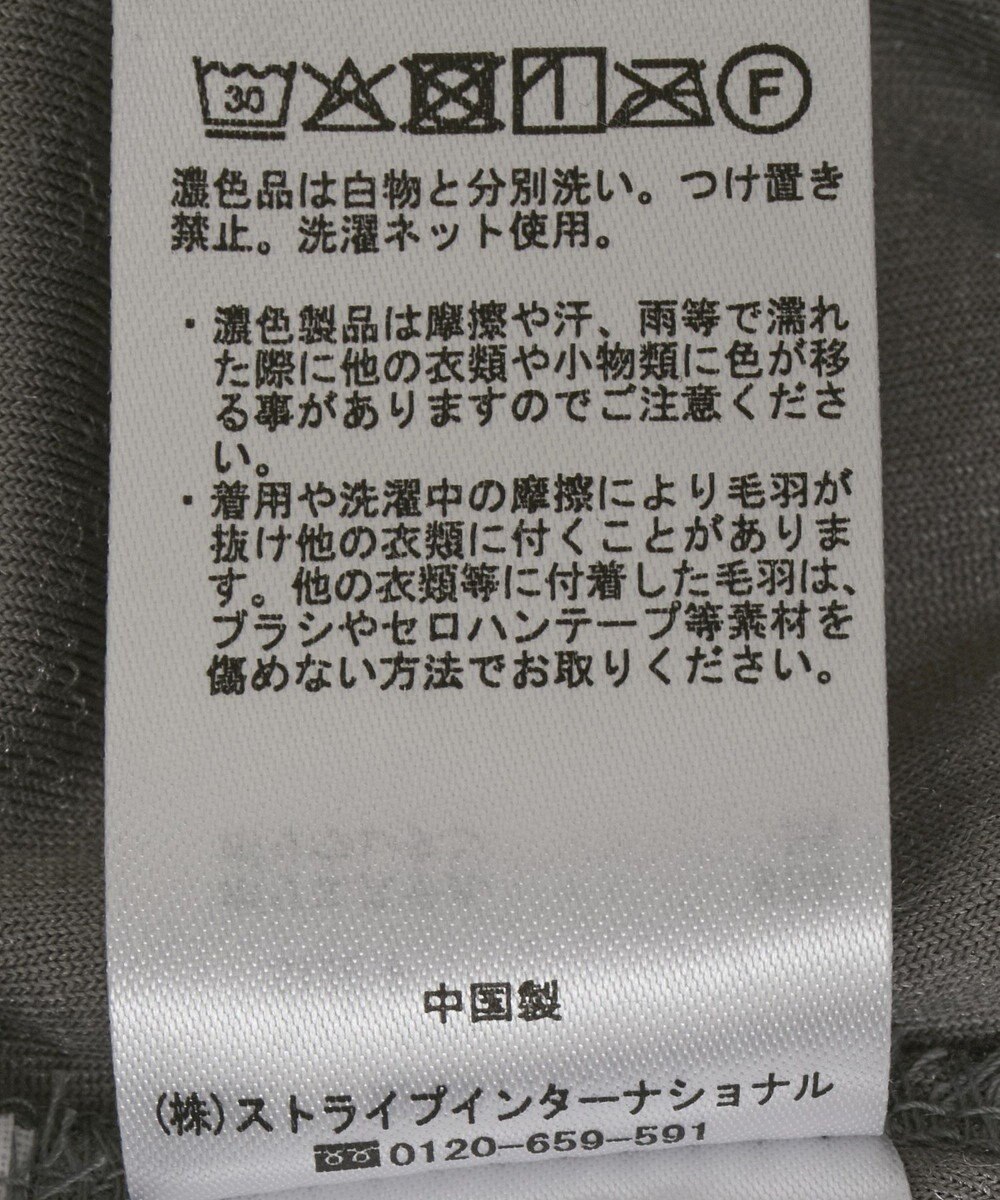 30 F
濃色品は白物と分別洗い。つけ置き
禁止。洗濯ネット使用。
・濃色製品は摩擦や汗、雨等で濡れ
た際に他の衣類や小物類に色が移
る事がありますのでご注意くださ
い。
・着用や洗濯中の摩擦により毛羽が
抜け他の衣類に付くことがありま
す。他の衣類等に付着した毛羽は、
ブラシやセロハンテープ等素材を
傷めない方法でお取りください。
中国製
(株)ストライプインターナショナル
0120-659-591